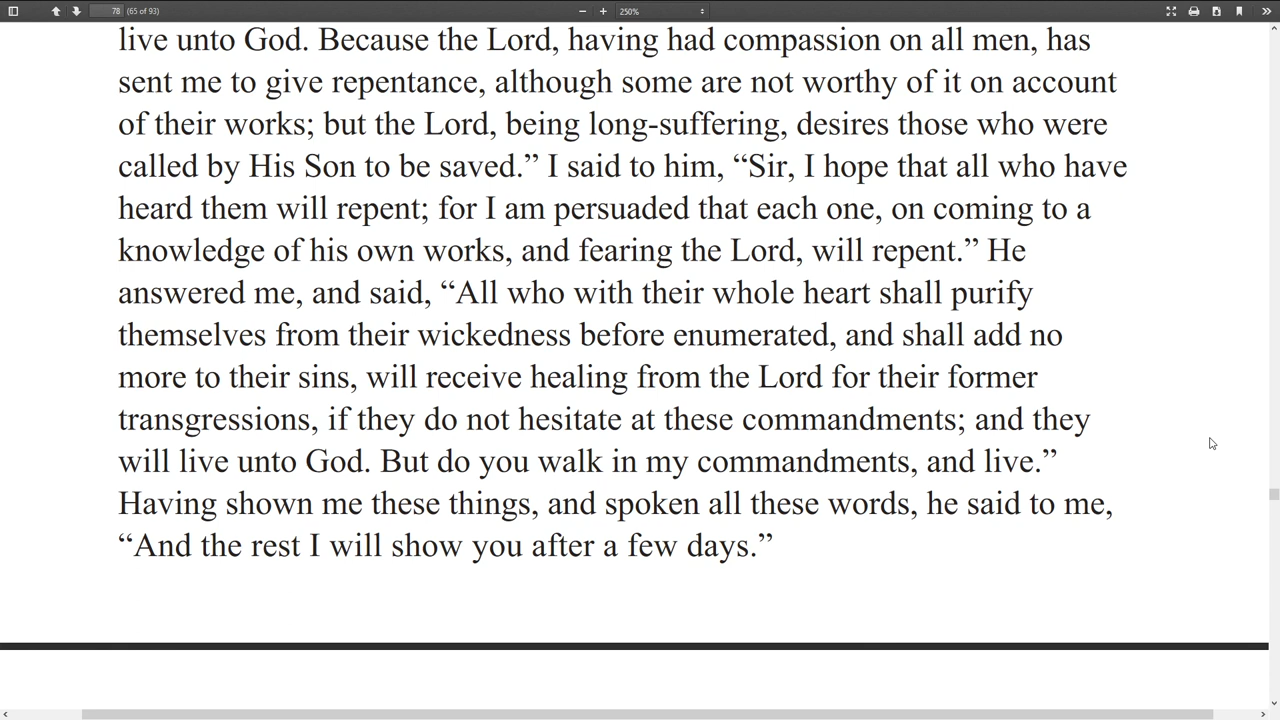 78 (65 of 93) 250%
live unto God. Because the Lord, having had compassion on all men, has
sent me to give repentance, although some are not worthy of it on account
of their works; but the Lord, being long-suffering, desires those who were
called by His Son to be saved.” I said to him, “Sir, I hope that all who have
heard them will repent; for I am persuaded that each one, on coming to a
knowledge of his own works, and fearing the Lord, will repent.” He
answered me, and said, “All who with their whole heart shall purify
themselves from their wickedness before enumerated, and shall add no
more to their sins, will receive healing from the Lord for their former
transgressions, if they do not hesitate at these commandments; and they
will live unto God. But do you walk in my commandments, and live.”
Having shown me these things, and spoken all these words, he said to me,
“And the rest I will show you after a few days.”